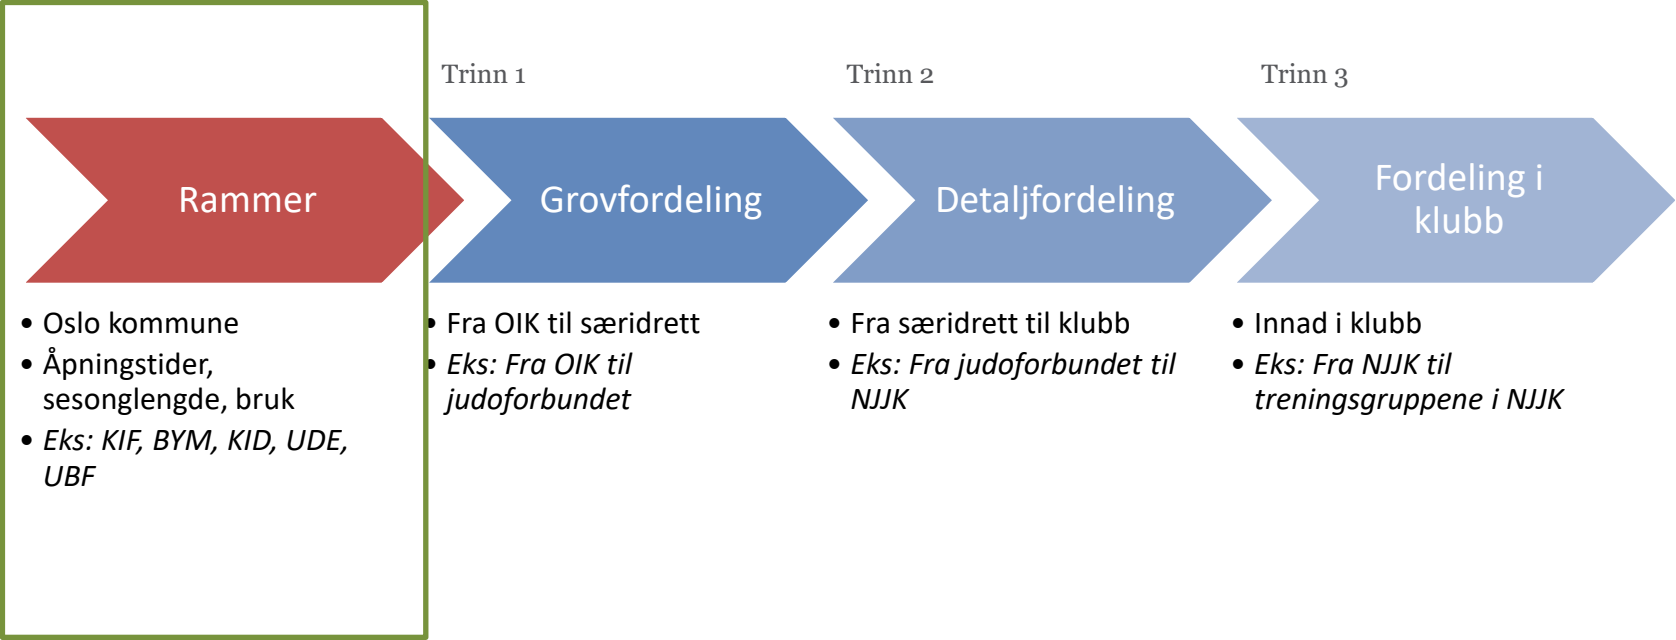 Trinn 1
Trinn 2
Trinn 3
Rammer
Grovfordeling
Detaljfordeling
Fordeling i
klubb
• Oslo kommune
• Åpningstider,
sesonglengde, bruk
• Eks: KIF, BYM, KID, UDE,
UBF
• Fra OIK til særidrett
• Eks: Fra OIK til
judoforbundet
• Fra særidrett til klubb
• Eks: Fra judoforbundet til
NJJK
• Innad i klubb
• Eks: Fra NJJK til
treningsgruppene i NJJK